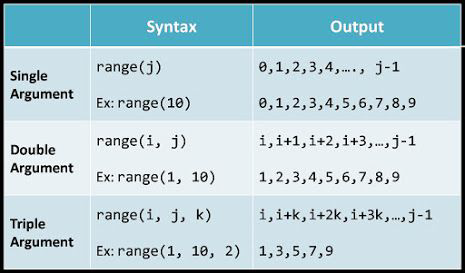 Syntax Output
Single Argument
range(j) 0,1,2,3,4,…., j-1
Ex: range(10) 0,1,2,3,4,5,6,7,8,9
Double Argument
range(i, j) i,i+1,i+2,i+3,…,j-1
Ex: range(1, 10) 1,2,3,4,5,6,7,8,9
Triple Argument
range(i, j, k) i,i+k,i+2k,i+3k,…,j-1
Ex: range(1, 10, 2) 1,3,5,7,9